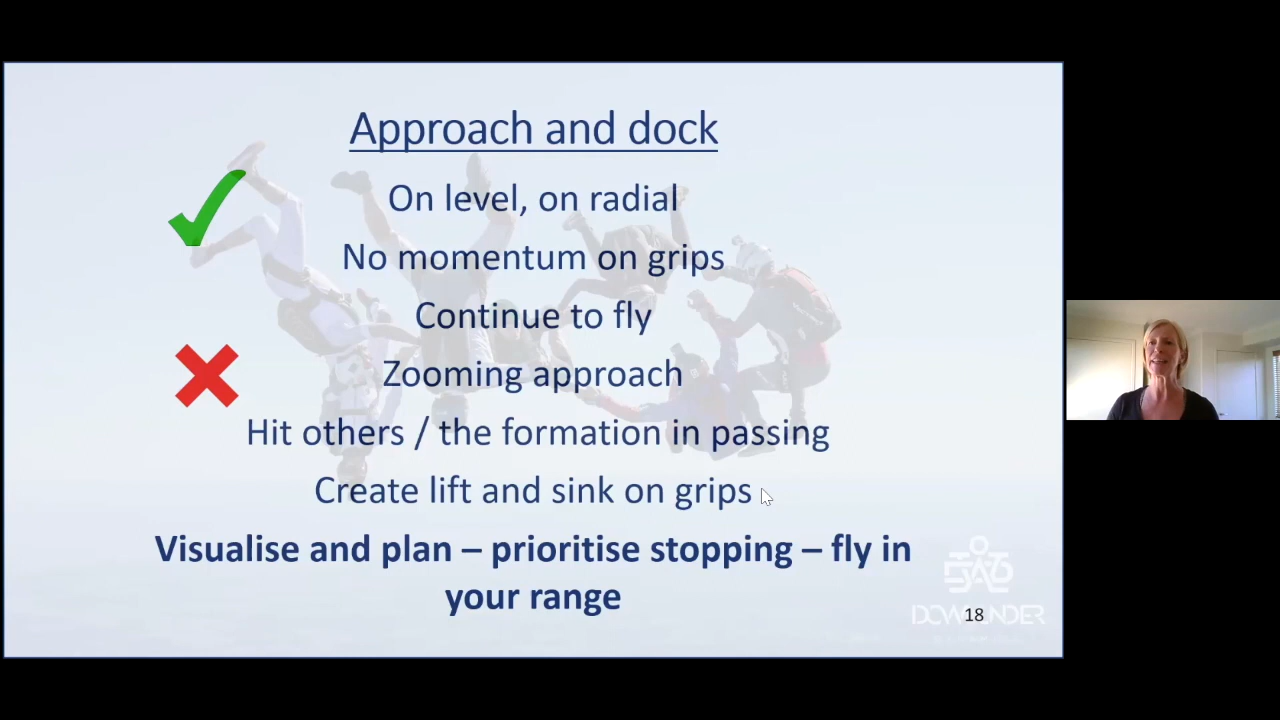 Approach and dock
On level, on radial
No momentum on grips
Continue to fly
Zooming approach
Hit others / the formation in passing
Create lift and sink on grips
Visualise and plan – prioritise stopping – fly in
your range
18